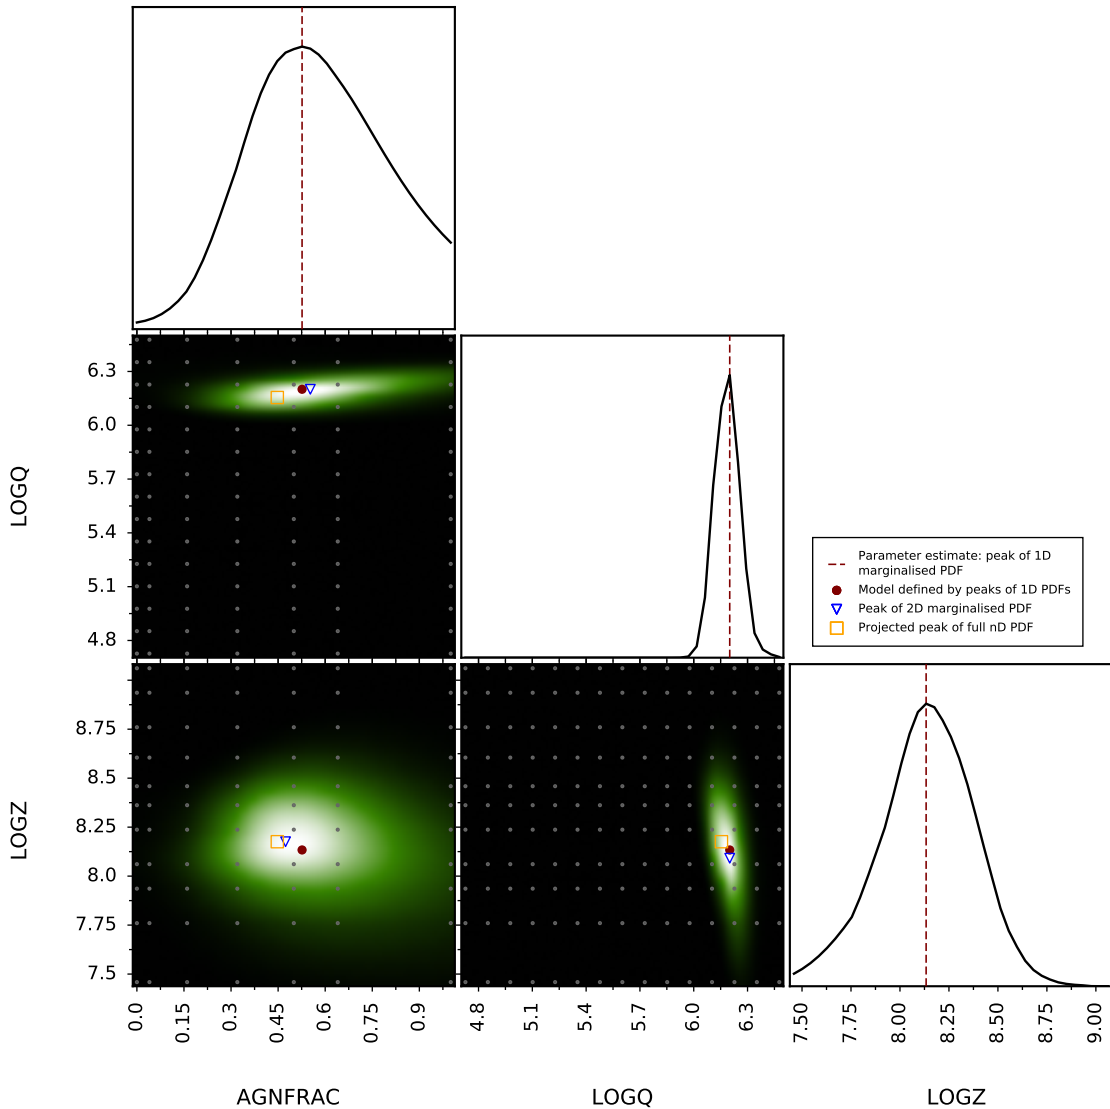 LOGQ
6.3
6.0
5.7
5.4
5.1
4.8
Parameter estimate: peak of 1D
marginalised PDF
Model defined by peaks of 1D PDFs
Peak of 2D marginalised PDF
Projected peak of full nD PDF
LOGZ
8.75
8.5
8.25
8.0
7.75
7.5
0.0 0.15 0.3 0.45 0.6 0.75 0.9
4.8 5.1 5.4 5.7 6.0 6.3
7.50 7.75 8.00 8.25 8.50 8.75 9.00
AGNFRAC
LOGQ
LOGZ